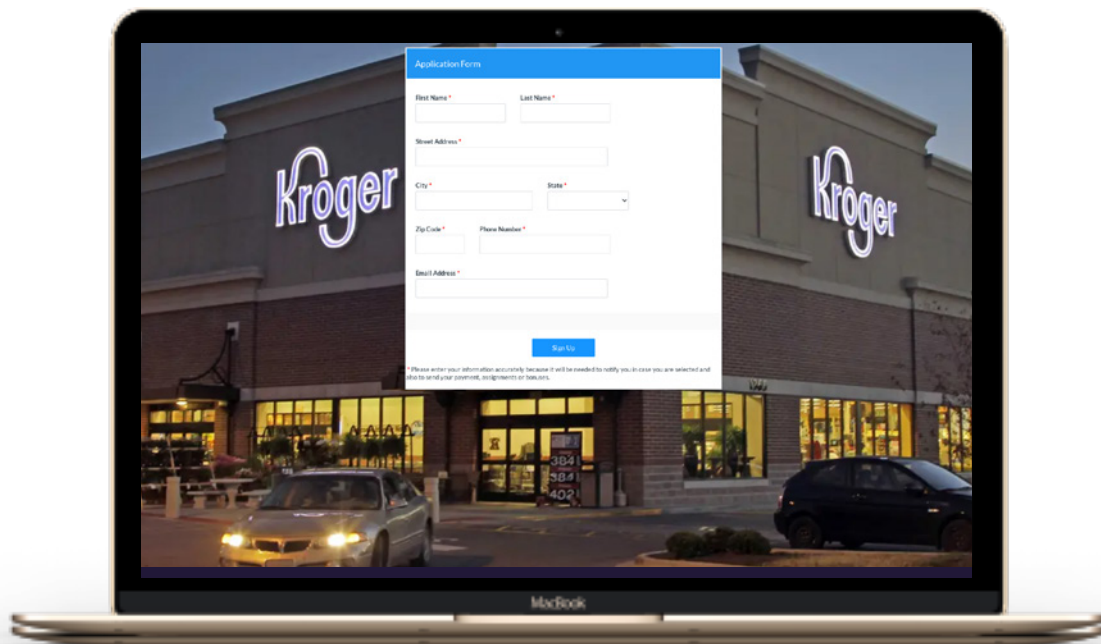 Application Form
First Name * Last Name *
Street Address *
City * State *
Zip Code * Phone Number *
Email Address *
Sign Up
* Please enter your information accurately because it will be needed to notify you in case you are selected and
also to send your payment, assignments or bonuses.
Kroger
Kroger
384
384
402
MacBook